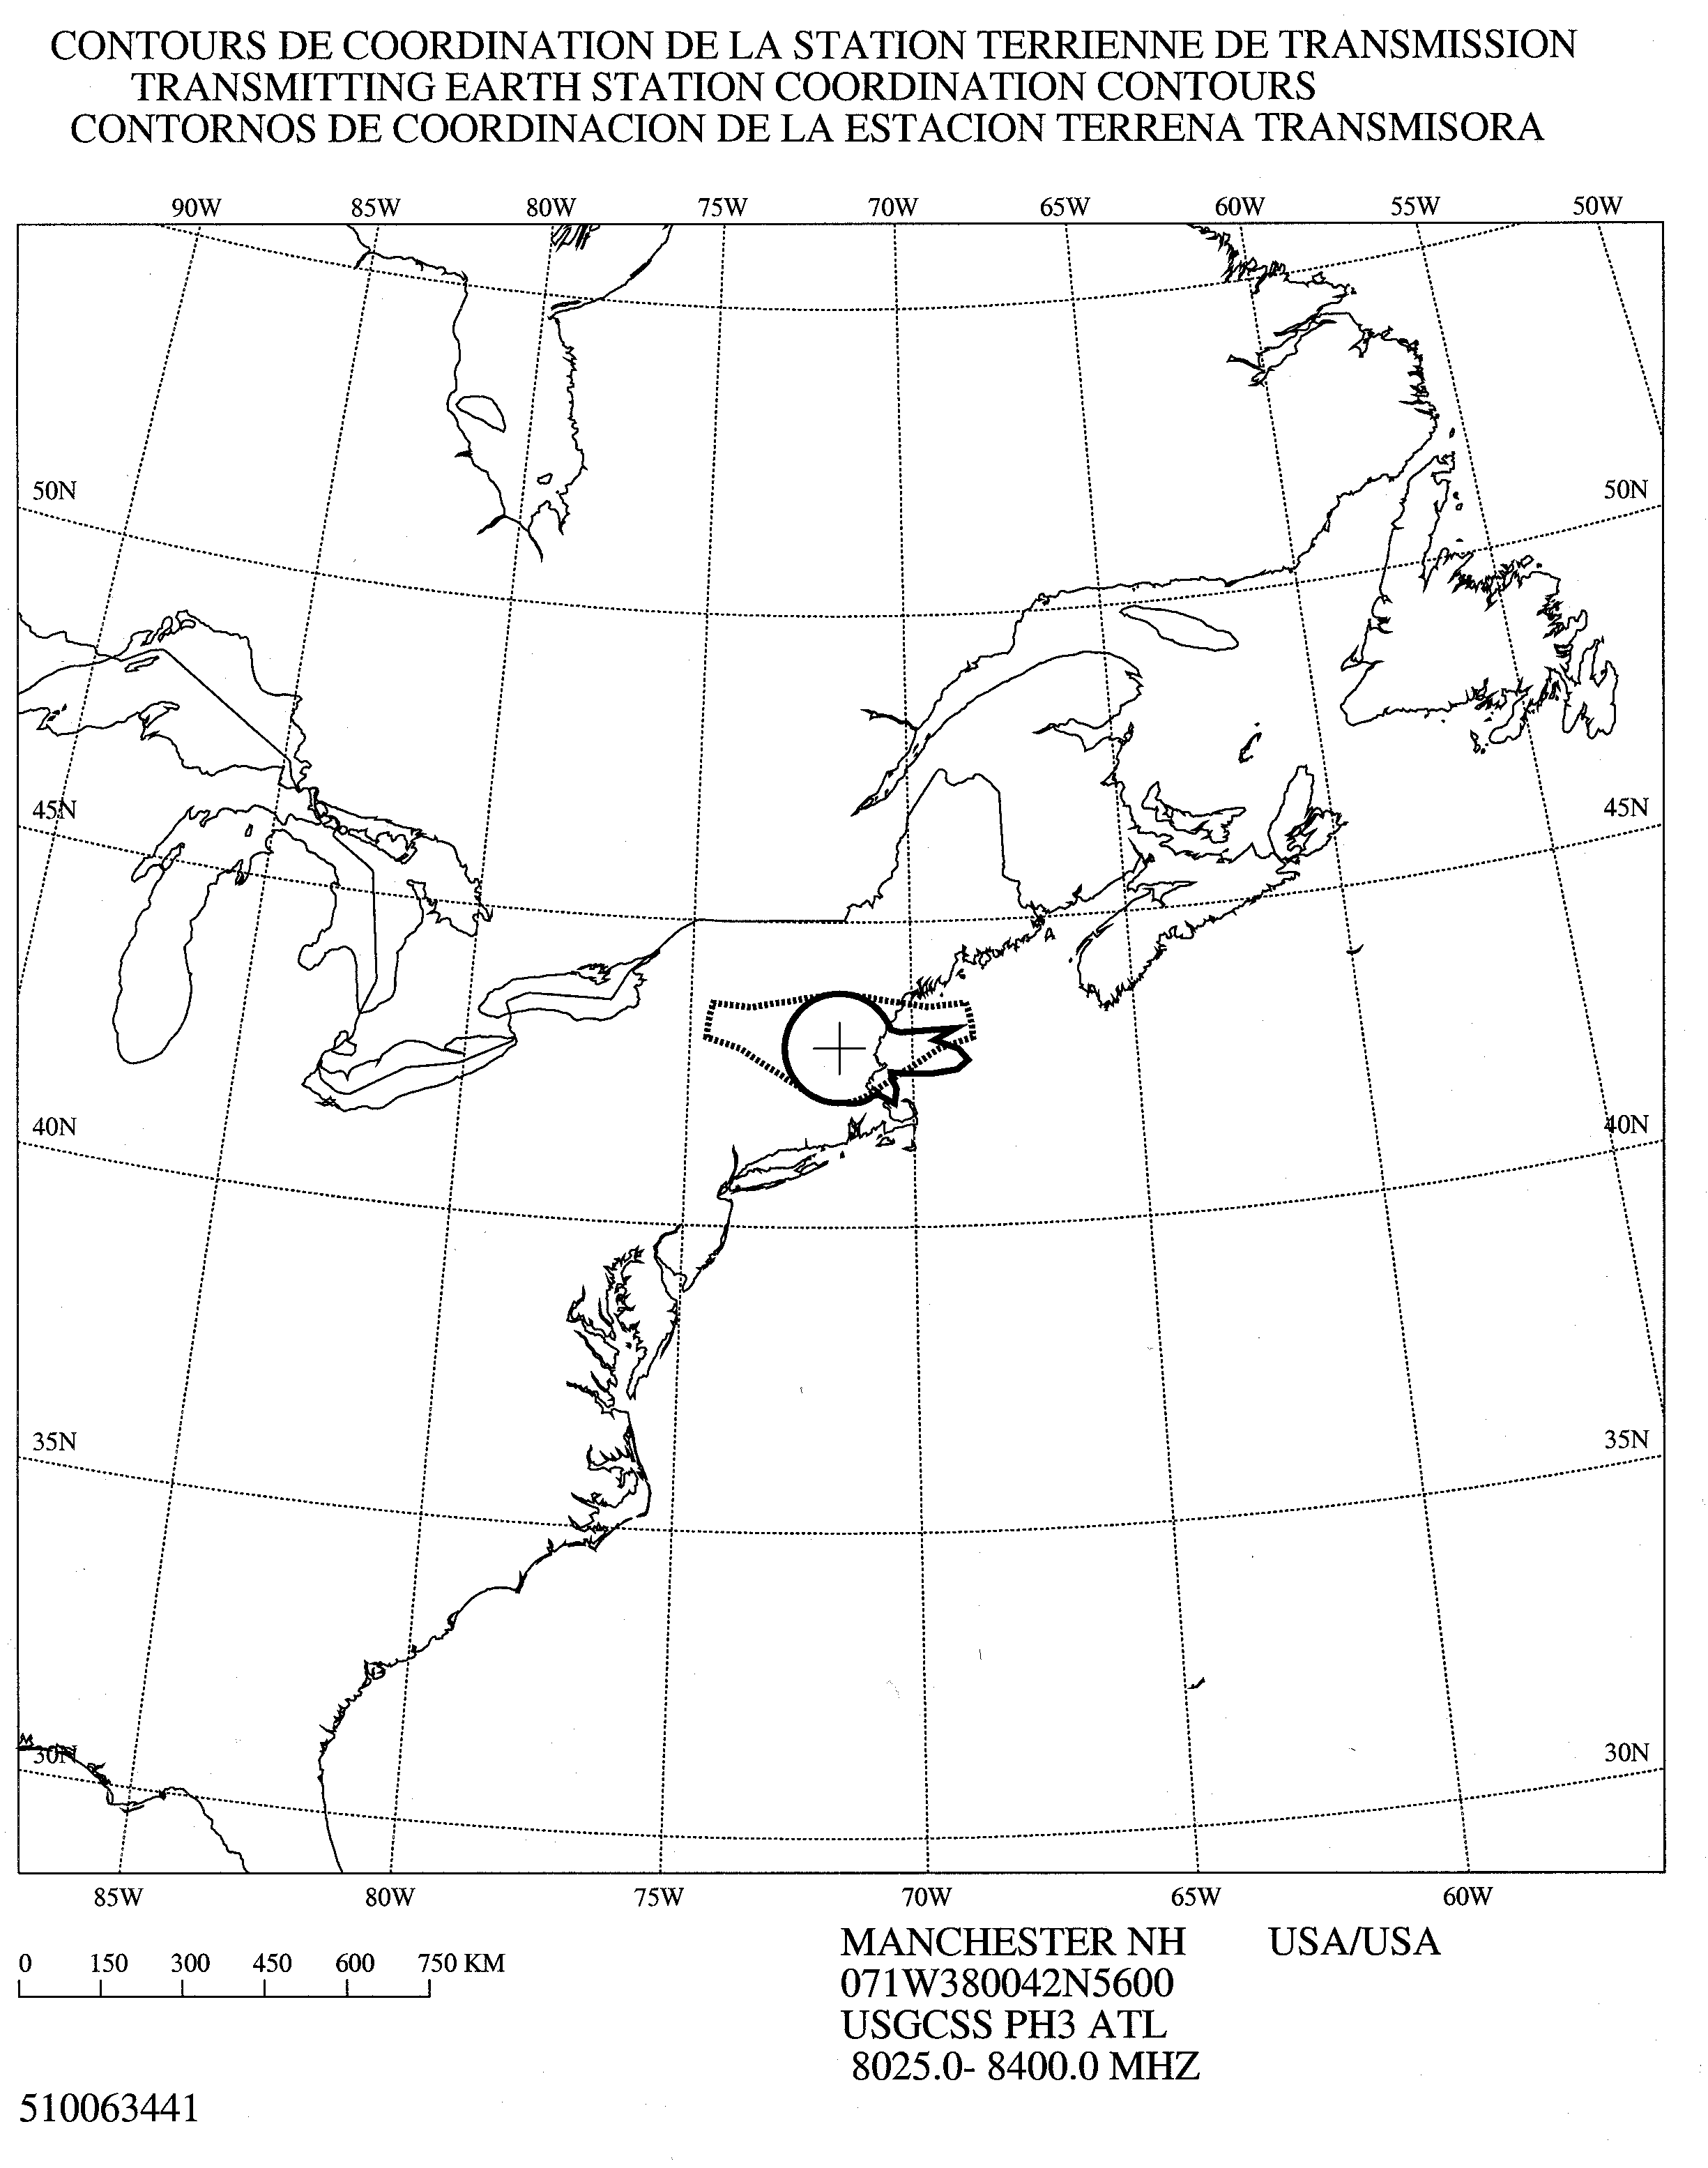 CONTOURS DE COORDINATION DE LA STATION TERRIENNE DE TRANSMISSION
TRANSMITTING EARTH STATION COORDINATION CONTOURS
CONTORNOS DE COORDINACION DE LA ESTACION TERRENA TRANSMISORA
90W 85W 80W 75W 70W 65W 60W 55W 50W
50N 50N
45N 45N
40N 40N
35N 35N
30N 30N
85W 80W 75W 70W 65W 60W
0 150 300 450 600 750 KM
MANCHESTER NH USA/USA
071W380042N5600
USGCSS PH3 ATL
8025.0- 8400.0 MHZ
510063441